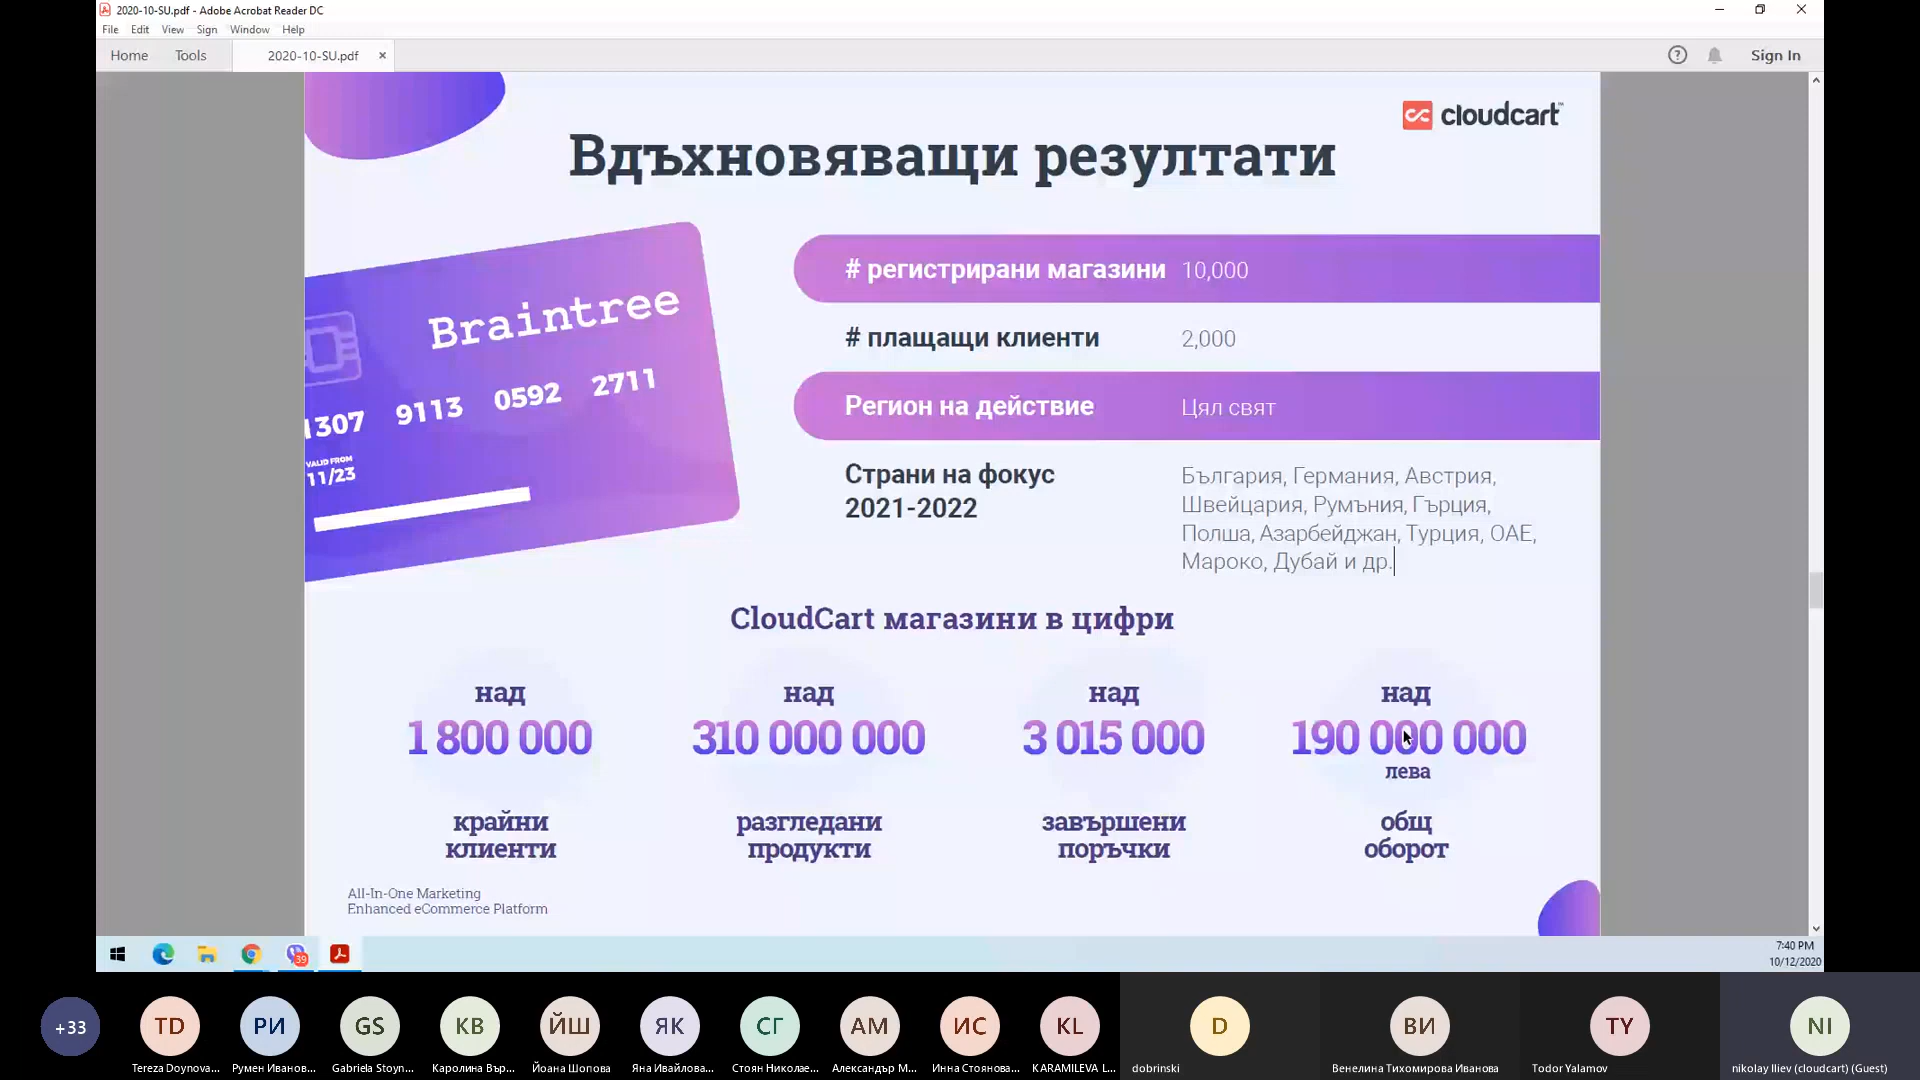 2020-10-SU.pdf - Adobe Acrobat Reader DC
File Edit View Sign Window Help
Home Tools 2020-10-SU.pdf
Sign In
cloudcart
Вдъхновяващи резултати
Braintree
1307 9113 0592 2711
VALID FROM
11/23
# регистрирани магазини 10,000
# плащащи клиенти 2,000
Регион на действие Цял свят
Страни на фокус
2021-2022
България, Германия, Австрия,
Швейцария, Румъния, Гърция,
Полша, Азарбейджан, Турция, ОАЕ,
Мароко, Дубай и др.
CloudCart магазини в цифри
над
1 800 000
крайни
клиенти
над
310 000 000
разгледани
продукти
над
3 015 000
завършени
поръчки
над
190 000 000
лева
общ
оборот
All-In-One Marketing
Enhanced eCommerce Platform
39
7:40 PM
10/12/2020
+33 TD РИ GS КВ ЙШ ЯК СГ АМ ИС KL D ВИ TY NI
Tereza Doynova... Румен Иванов... Gabriela Stoyn... Каролина Вър... Йоана Шопова Яна Ивайлова... Стоян Николае... Александър М... Инна Стоянова... KARAMILEVA L... dobrinski Венелина Тихомирова Иванова Todor Yalamov nikolay Iliev (cloudcart) (Guest)